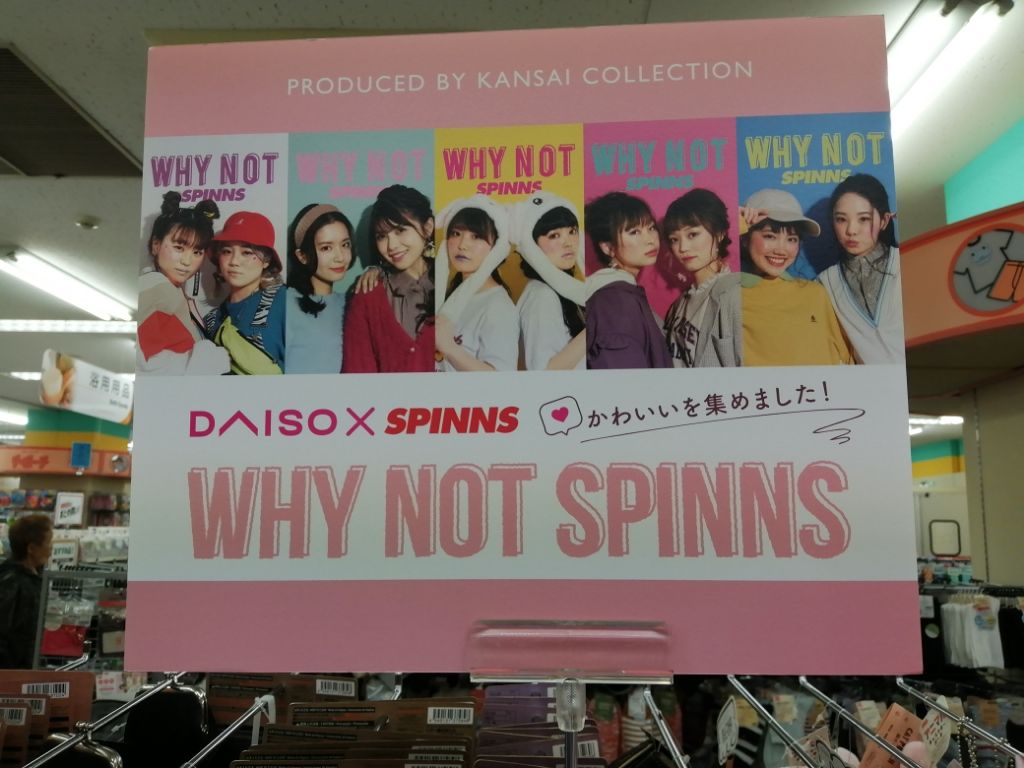 PRODUCED BY KANSAI COLLECTION
WHY NOT
SPINNS
WHY NOT
SPINNS
WHY NOT
SPINNS
WHY NOT
SPINNS
WHY NOT
SPINNS
DAISO X SPINNS
かわいいを集めました!
WHY NOT SPINNS